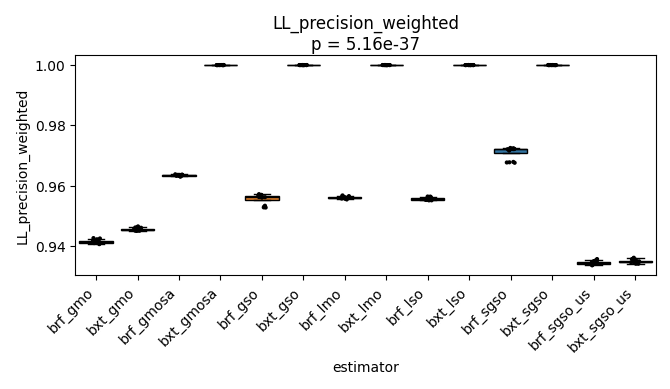 LL_precision_weighted
p = 5.16e-37
LL_precision_weighted
1.00
0.98
0.96
0.94
brf_gmo
bxt_gmo
brf_gmosa
bxt_gmosa
brf_gso
bxt_gso
brf_lmo
bxt_lmo
brf_lso
bxt_lso
brf_sgso
bxt_sgso
brf_sgso_us
bxt_sgso_us
estimator